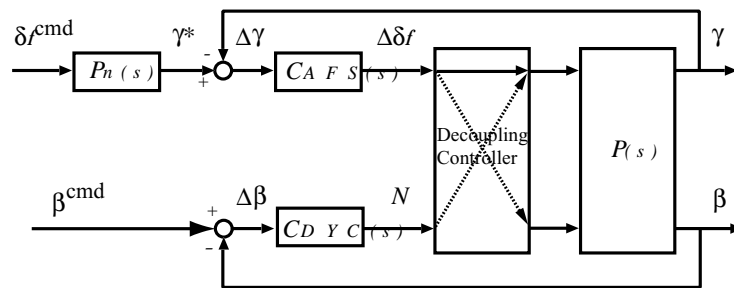 δf^cmd
γ*
-
+
Δγ
Δδf
γ
Pn(s)
CAFS(s)
Decoupling
Controller
P(s)
β^cmd
+
-
Δβ
N
β
CDYC(s)